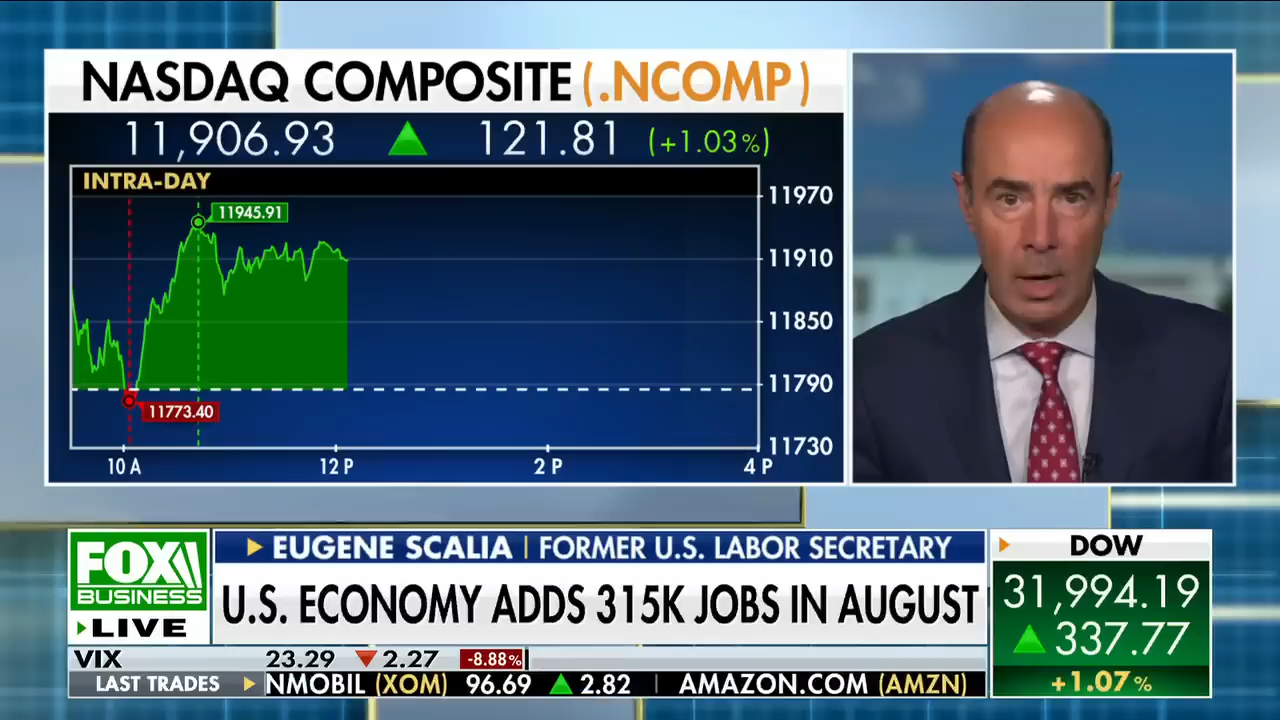 NASDAQ COMPOSITE (.NCOMP)
11,906.93 ▲ 121.81 (+1.03%)
INTRA-DAY
11945.91
11773.40
11970
11910
11850
11790
11730
10 A 12 P 2 P 4 P
FOX BUSINESS
LIVE
EUGENE SCALIA | FORMER U.S. LABOR SECRETARY
U.S. ECONOMY ADDS 315K JOBS IN AUGUST
DOW
31,994.19
▲ 337.77
+1.07%
VIX 23.29 ▼ 2.27 -8.88%
LAST TRADES NMOBIL (XOM) 96.69 ▲ 2.82 | AMAZON.COM (AMZN)